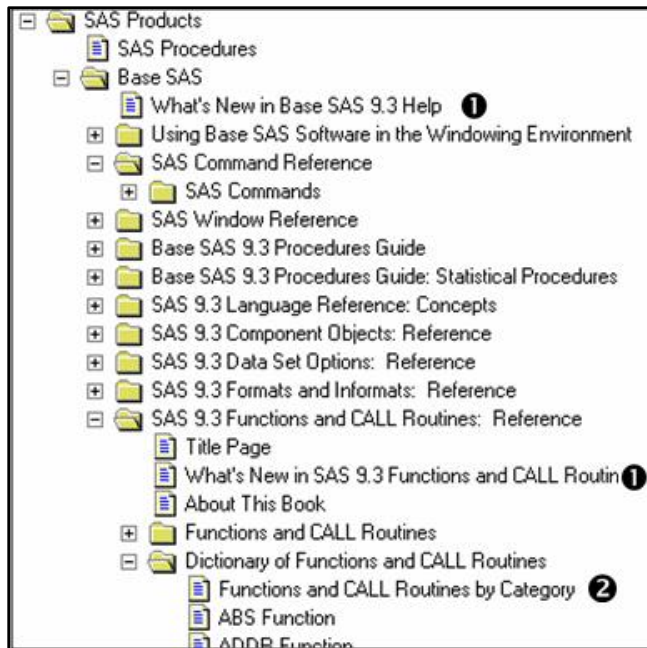 SAS Products
SAS Procedures
Base SAS
What's New in Base SAS 9.3 Help ❶
Using Base SAS Software in the Windowing Environment
SAS Command Reference
SAS Commands
SAS Window Reference
Base SAS 9.3 Procedures Guide
Base SAS 9.3 Procedures Guide: Statistical Procedures
SAS 9.3 Language Reference: Concepts
SAS 9.3 Component Objects: Reference
SAS 9.3 Data Set Options: Reference
SAS 9.3 Formats and Informats: Reference
SAS 9.3 Functions and CALL Routines: Reference
Title Page
What's New in SAS 9.3 Functions and CALL Routin ❶
About This Book
Functions and CALL Routines
Dictionary of Functions and CALL Routines
Functions and CALL Routines by Category ❷
ABS Function
ADDR Function